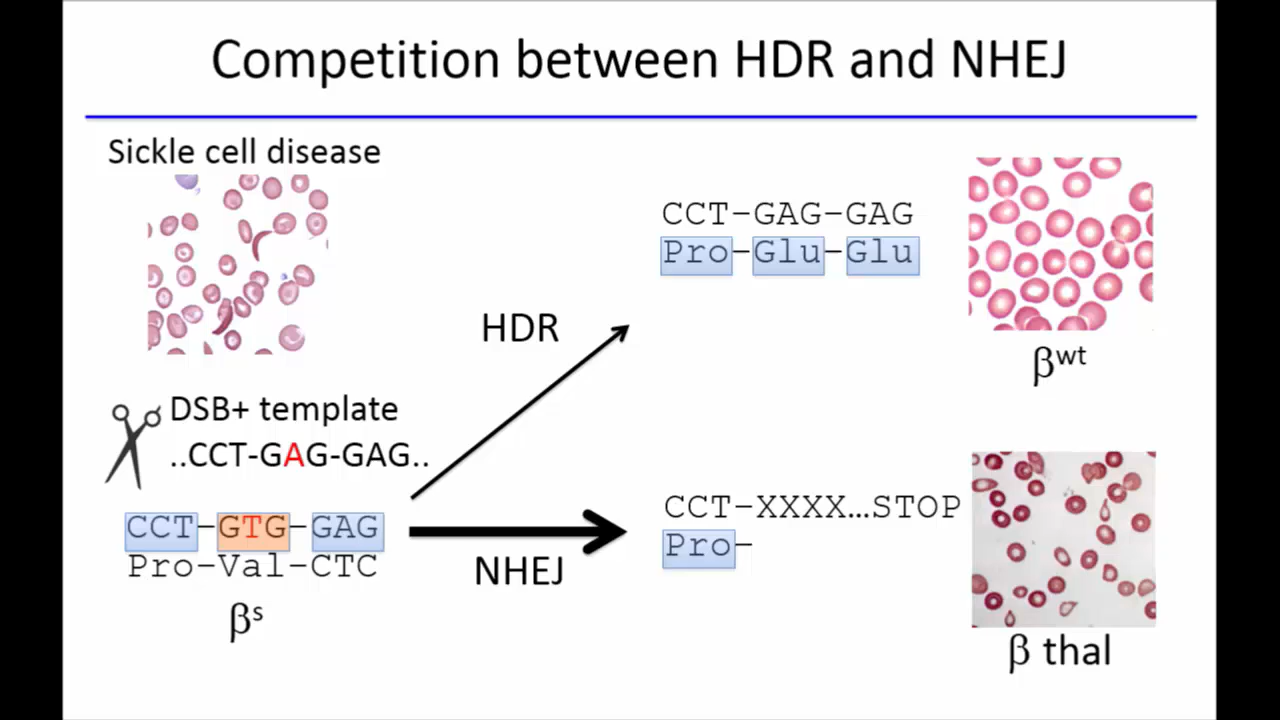 Competition between HDR and NHEJ
Sickle cell disease
DSB+ template
..CCT-GAG-GAG..
CCT-GTG-GAG
Pro-Val-CTC
βs
HDR
NHEJ
CCT-GAG-GAG
Pro-Glu-Glu
βwt
CCT-XXXX...STOP
Pro-
β thal